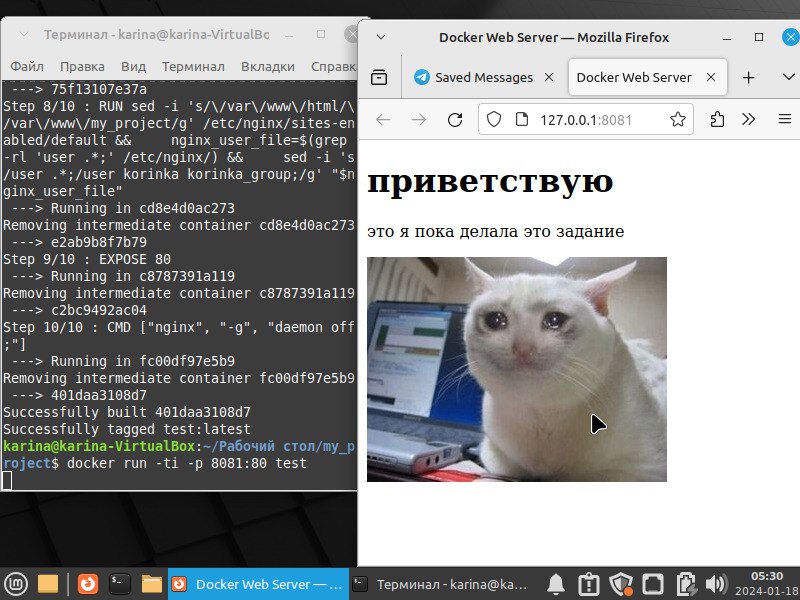 Терминал - karina@karina-VirtualBo
Файл Правка Вид Терминал Вкладки Справка
---> 75f13107e37a
Step 8/10 : RUN sed -i 's/\/var\/www\/html/\
/var\/www\/my_project/g' /etc/nginx/sites-en
abled/default &&     nginx_user_file=$(grep
-rl 'user .*;' /etc/nginx/) &&     sed -i 's
/user .*;/user korinka korinka_group;/g' "$n
ginx_user_file"
---> Running in cd8e4d0ac273
Removing intermediate container cd8e4d0ac273
---> e2ab9b8f7b79
Step 9/10 : EXPOSE 80
---> Running in c8787391a119
Removing intermediate container c8787391a119
---> c2bc9492ac04
Step 10/10 : CMD ["nginx", "-g", "daemon off
;"]
---> Running in fc00df97e5b9
Removing intermediate container fc00df97e5b9
---> 401daa3108d7
Successfully built 401daa3108d7
Successfully tagged test:latest
karina@karina-VirtualBox:~/Рабочий стол/my_p
roject$ docker run -ti -p 8081:80 test
Docker Web Server — Mozilla Firefox
Saved Messages
Docker Web Server
127.0.0.1:8081
приветствую
это я пока делала это задание
Docker Web Server — ...
Терминал - karina@ka...
05:30
2024-01-18